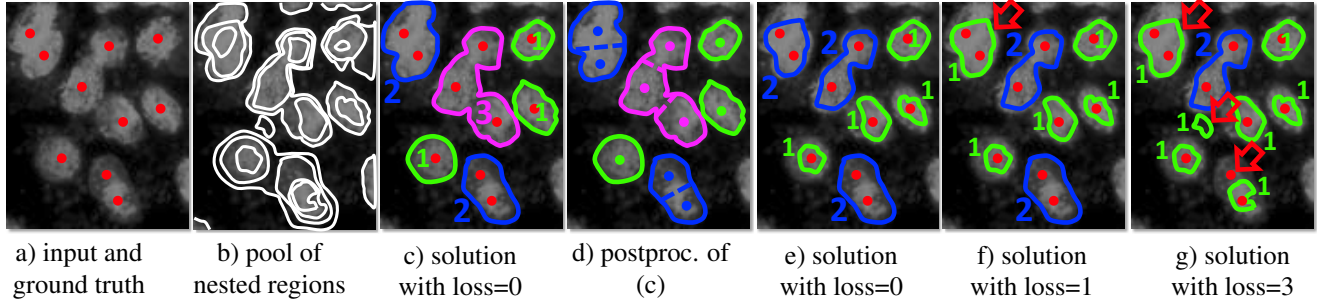 1
2
3
1
1
2
2
1
2
1
1
1
2
2
1
1
1
1
2
2
1
1
1
1
1
1
a) input and
ground truth
b) pool of
nested regions
c) solution
with loss=0
d) postproc. of
(c)
e) solution
with loss=0
f) solution
with loss=1
g) solution
with loss=3